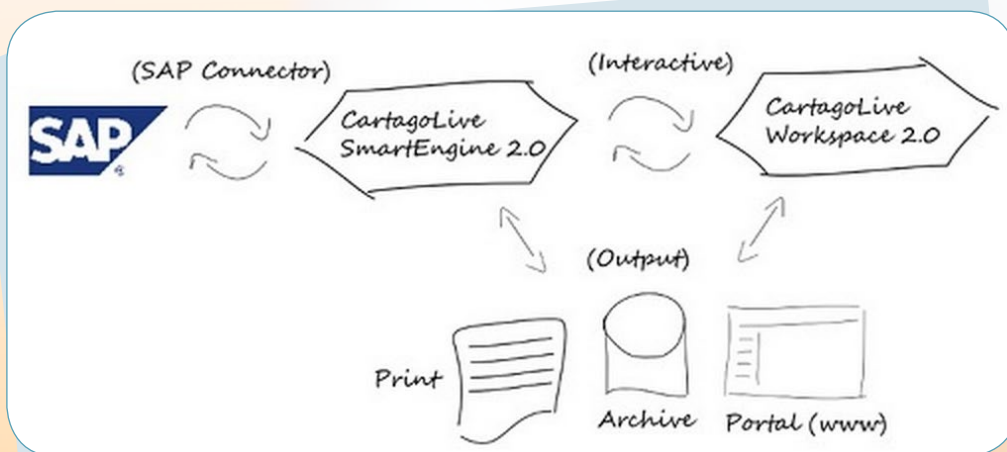 (SAP Connector)
(Interactive)
SAP®
CartagoLive
SmartEngine 2.0
CartagoLive
Workspace 2.0
(Output)
Print
Archive
Portal (www)